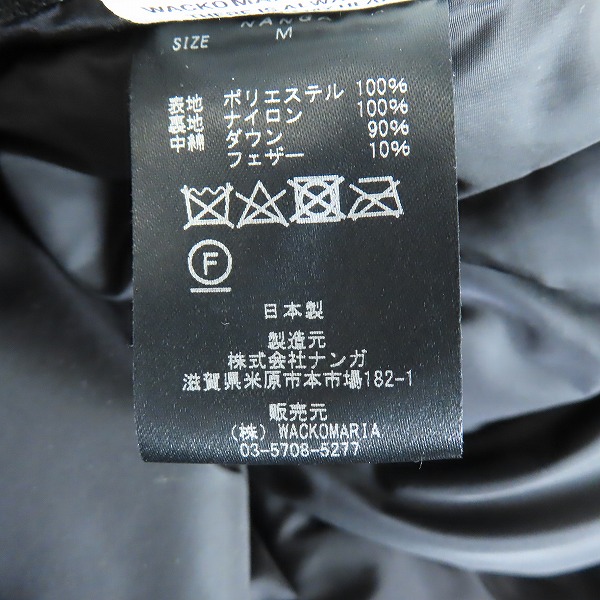 WACKO MARIA
NANGA
SIZE M
表地 ポリエステル 100%
裏地 ナイロン 100%
中綿 ダウン 90%
フェザー 10%
F
日本製
製造元
株式会社ナンガ
滋賀県米原市本市場182-1
販売元
(株) WACKOMARIA
03-5708-5277